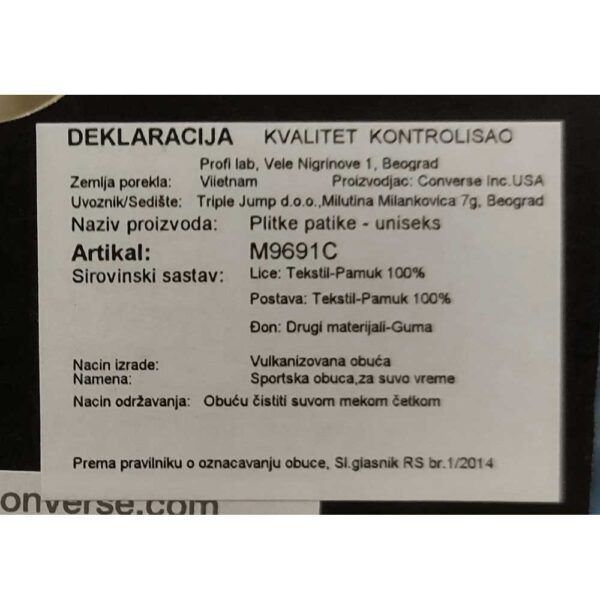 DEKLARACIJA KVALITET KONTROLISAO
Profi lab, Vele Nigrinove 1, Beograd
Zemlja porekla: Viietnam Proizvodjac: Converse Inc.USA
Uvoznik/Sedište: Triple Jump d.o.o.,Milutina Milankovica 7g, Beograd
Naziv proizvoda: Plitke patike - uniseks
Artikal: M9691C
Sirovinski sastav: Lice: Tekstil-Pamuk 100%
Postava: Tekstil-Pamuk 100%
Đon: Drugi materijali-Guma
Nacin izrade: Vulkanizovana obuća
Namena: Sportska obuca,za suvo vreme
Nacin održavanja: Obuću čistiti suvom mekom četkom
Prema pravilniku o oznacavanju obuce, Sl.glasnik RS br.1/2014
onverse.com